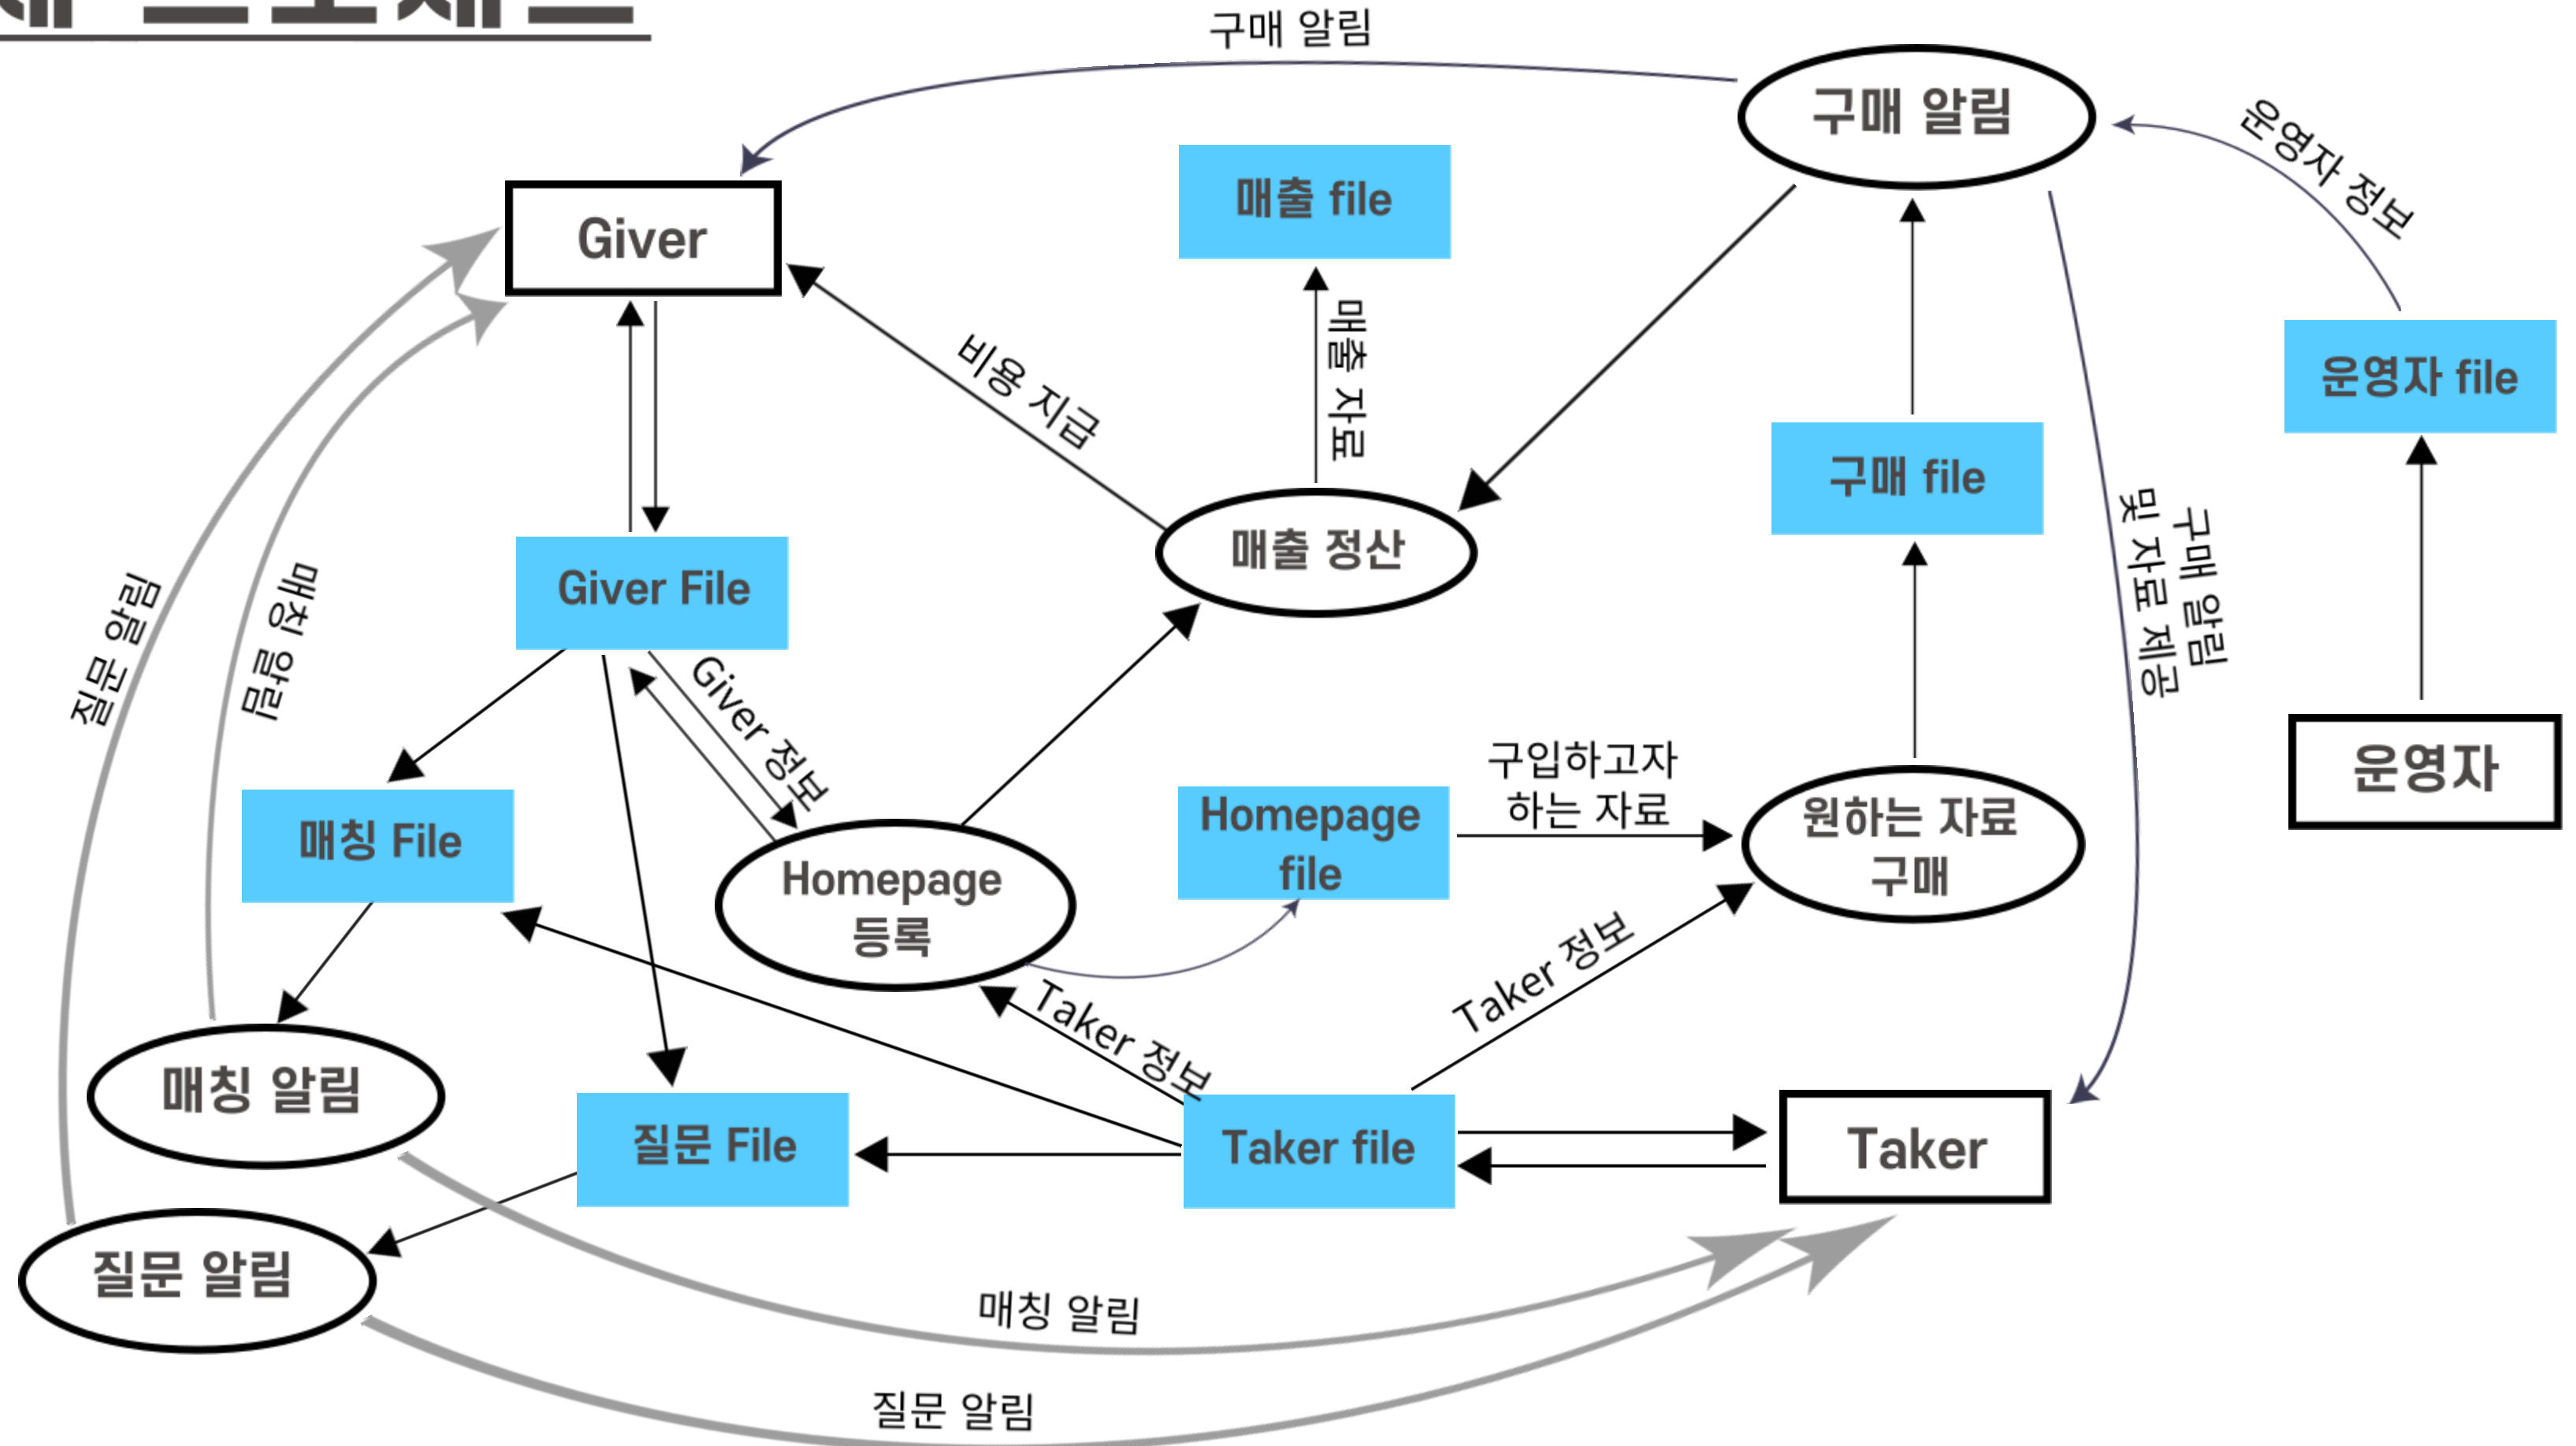 구매 알림
구매 알림
운영자 정보
매출 file
Giver
운영자 file
비용 지급
매출 자료
구매 file
매출 정산
Giver File
구매 알림
및 자료 제공
질문 알림
매칭 알림
Giver 정보
운영자
구입하고자
하는 자료
매칭 File
Homepage
file
원하는 자료
구매
Homepage
등록
Taker 정보
Taker 정보
매칭 알림
질문 File
Taker file
Taker
질문 알림
매칭 알림
질문 알림